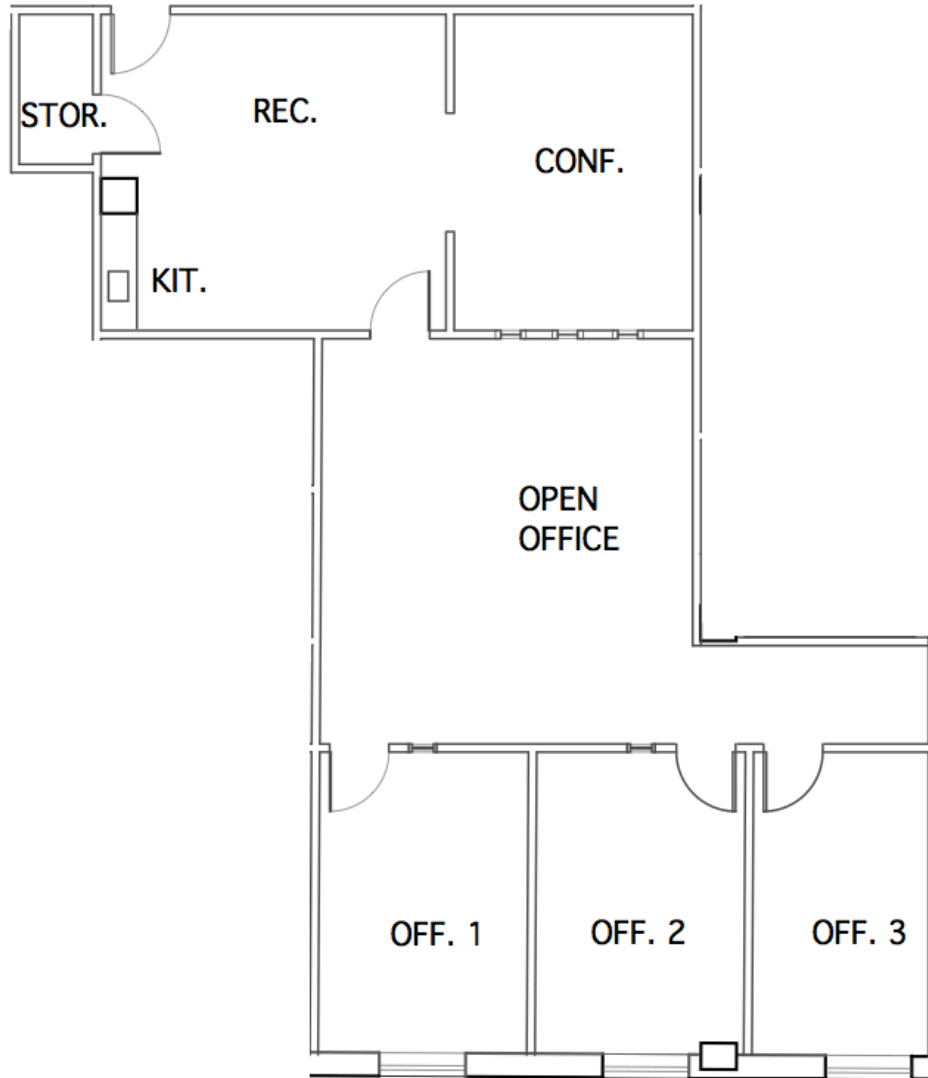 STOR.
REC.
CONF.
KIT.
OPEN
OFFICE
OFF. 1
OFF. 2
OFF. 3